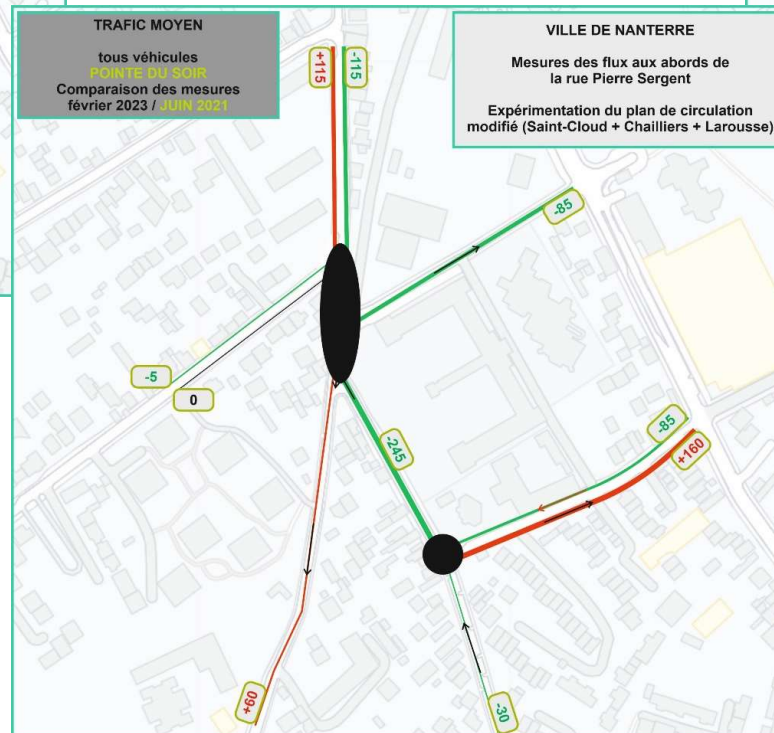 TRAFIC MOYEN
tous véhicules
POINTE DU SOIR
Comparaison des mesures
février 2023 / JUIN 2021
VILLE DE NANTERRE
Mesures des flux aux abords de
la rue Pierre Sergent
Expérimentation du plan de circulation
modifié (Saint-Cloud + Chailliers + Larousse)
+115
-115
-85
-5
0
-245
-85
+160
+60
-30